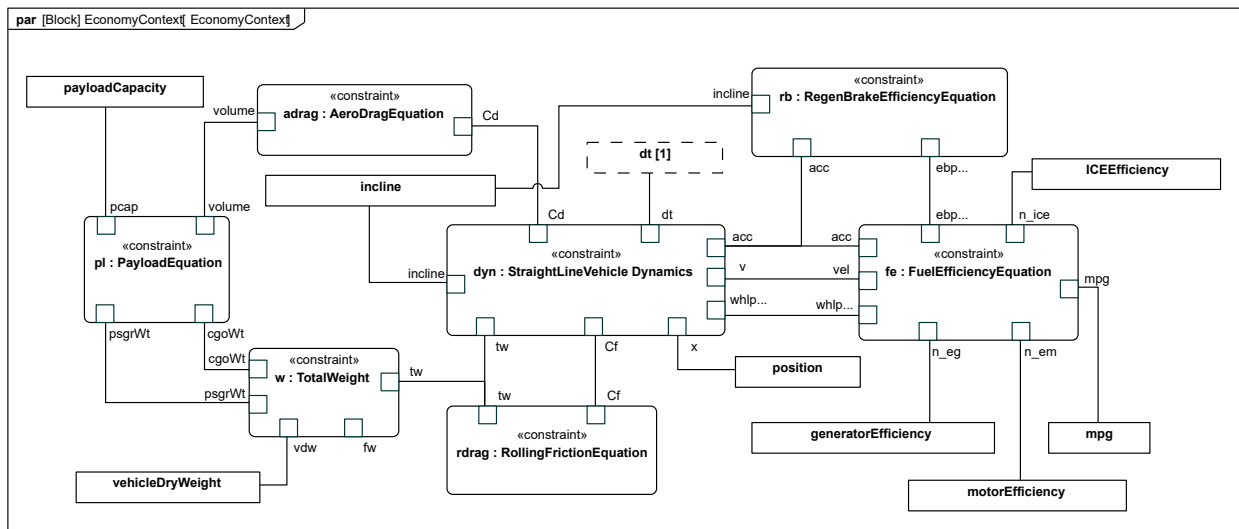 par [Block] EconomyContext[ EconomyContext]
payloadCapacity
«constraint»
adrag : AeroDragEquation
volume
Cd
«constraint»
rb : RegenBrakeEfficiencyEquation
incline
acc
ebp...
dt [1]
incline
ICEEfficiency
pcap
volume
«constraint»
pl : PayloadEquation
psgrWt
cgoWt
Cd
dt
«constraint»
dyn : StraightLineVehicle Dynamics
incline
acc
v
whlp...
tw
Cf
x
ebp...
n_ice
«constraint»
fe : FuelEfficiencyEquation
acc
vel
whlp...
mpg
n_eg
n_em
cgoWt
psgrWt
«constraint»
w : TotalWeight
tw
vdw
fw
position
tw
Cf
«constraint»
rdrag : RollingFrictionEquation
generatorEfficiency
mpg
vehicleDryWeight
motorEfficiency